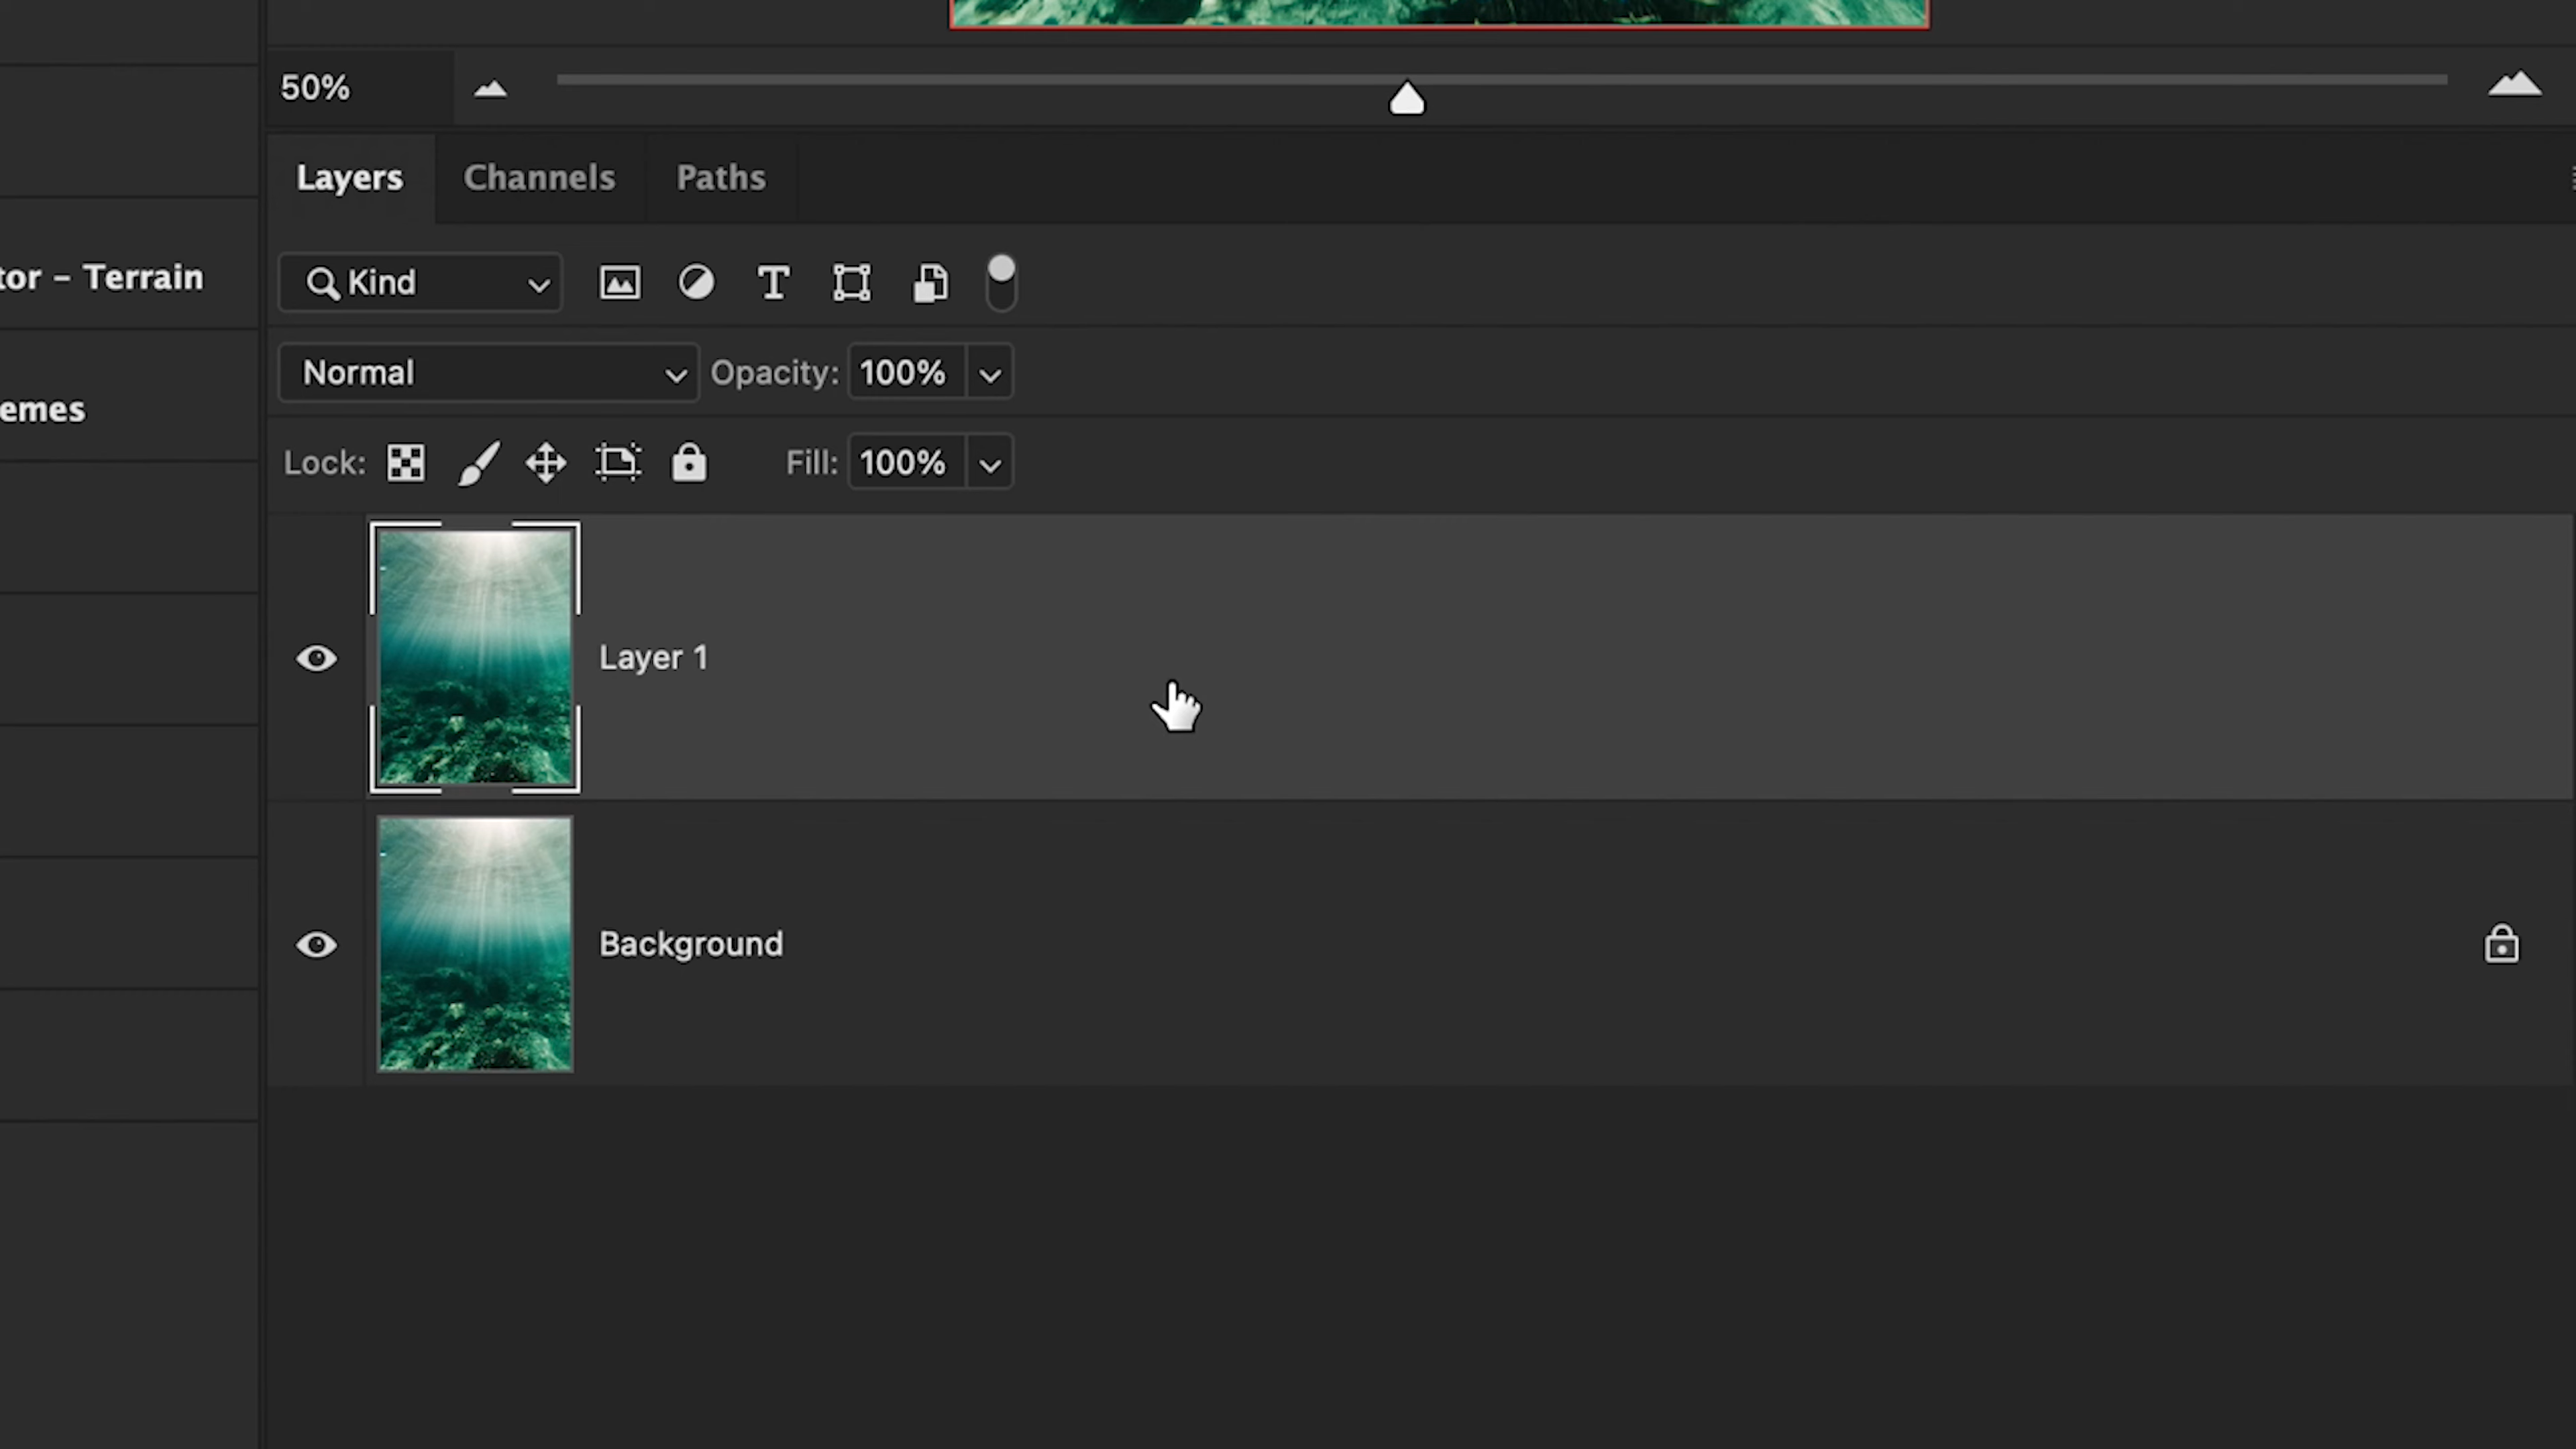 50%
Layers Channels Paths
tor – Terrain
Kind
Normal Opacity: 100%
emes
Lock: Fill: 100%
Layer 1
Background